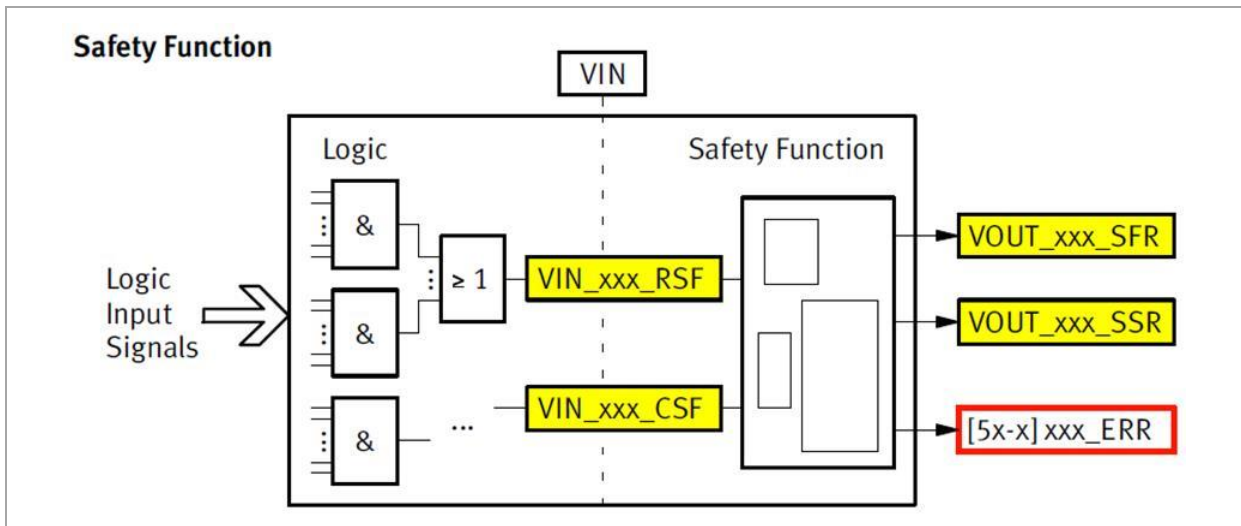 Safety Function
VIN
Logic
Safety Function
&
⋮
VOUT_xxx_SFR
Logic
Input
Signals
⋮
≥ 1
VIN_xxx_RSF
⋮
&
VOUT_xxx_SSR
⋮
&
...
VIN_xxx_CSF
[5x-x] xxx_ERR